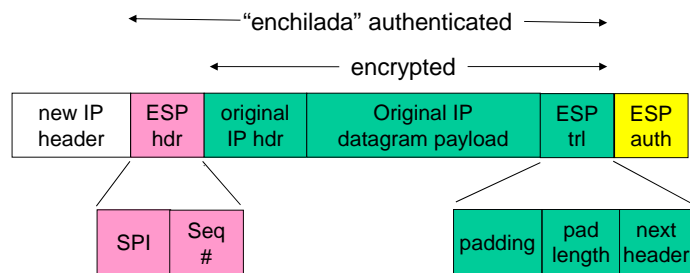 “enchilada” authenticated
encrypted
new IP
header
ESP
hdr
original
IP hdr
Original IP
datagram payload
ESP
trl
ESP
auth
SPI
Seq
#
padding
pad
length
next
header